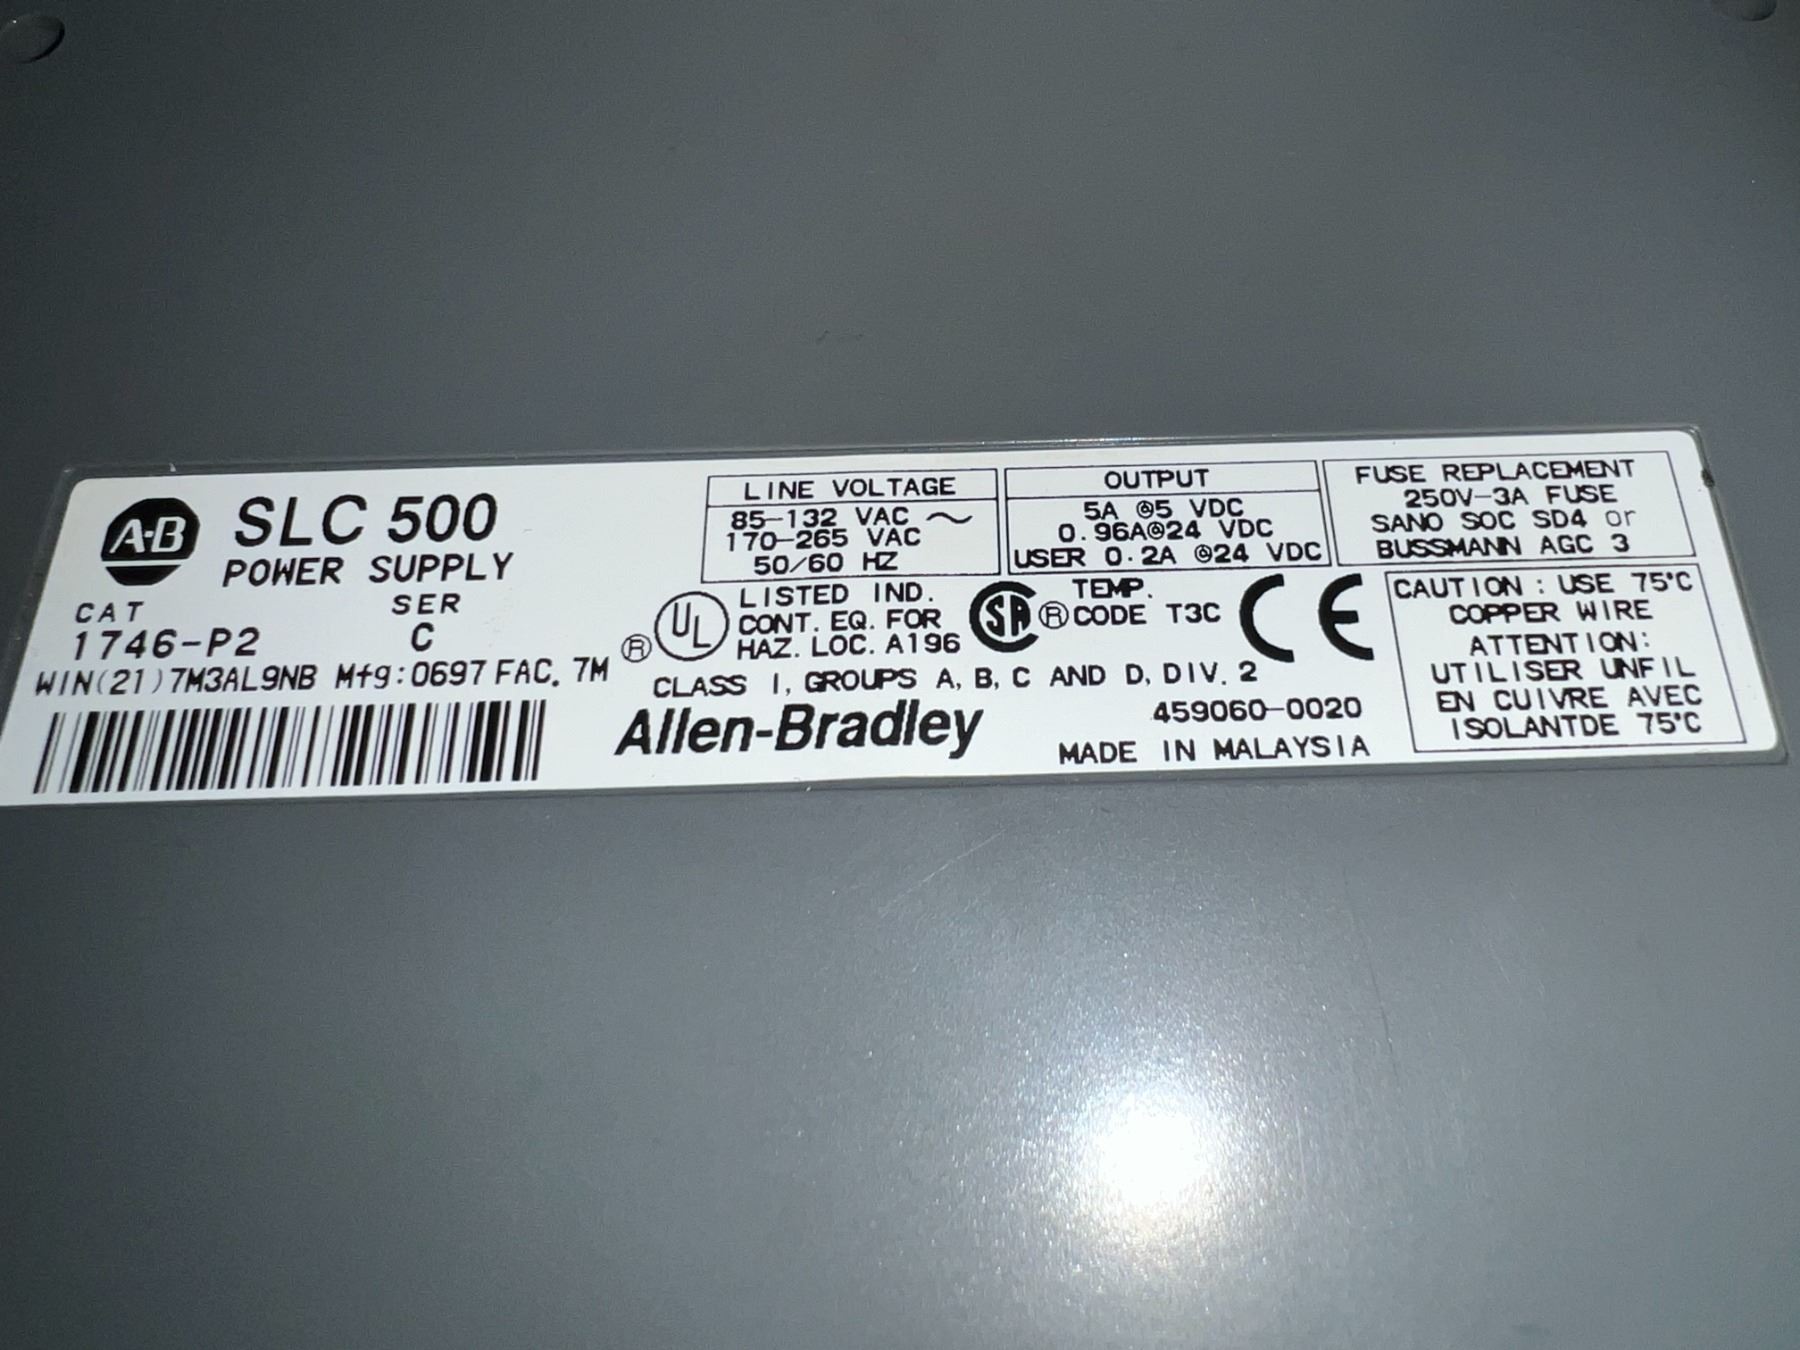 A-B
SLC 500
POWER SUPPLY
CAT SER
1746-P2 C
WIN(21)7M3AL9NB Mfg:0697 FAC. 7M
LINE VOLTAGE
85-132 VAC ~
170-265 VAC
50/60 HZ
OUTPUT
5A @5 VDC
0.96A@24 VDC
USER 0.2A @24 VDC
FUSE REPLACEMENT
250V-3A FUSE
SANO SOC SD4 or
BUSSMANN AGC 3
UL ®
LISTED IND.
CONT. EQ. FOR
HAZ. LOC. A196
SA ®
TEMP.
CODE T3C
CE
CLASS I, GROUPS A, B, C AND D, DIV. 2
Allen-Bradley
459060-0020
MADE IN MALAYSIA
CAUTION : USE 75°C
COPPER WIRE
ATTENTION:
UTILISER UNFIL
EN CUIVRE AVEC
ISOLANTDE 75°C